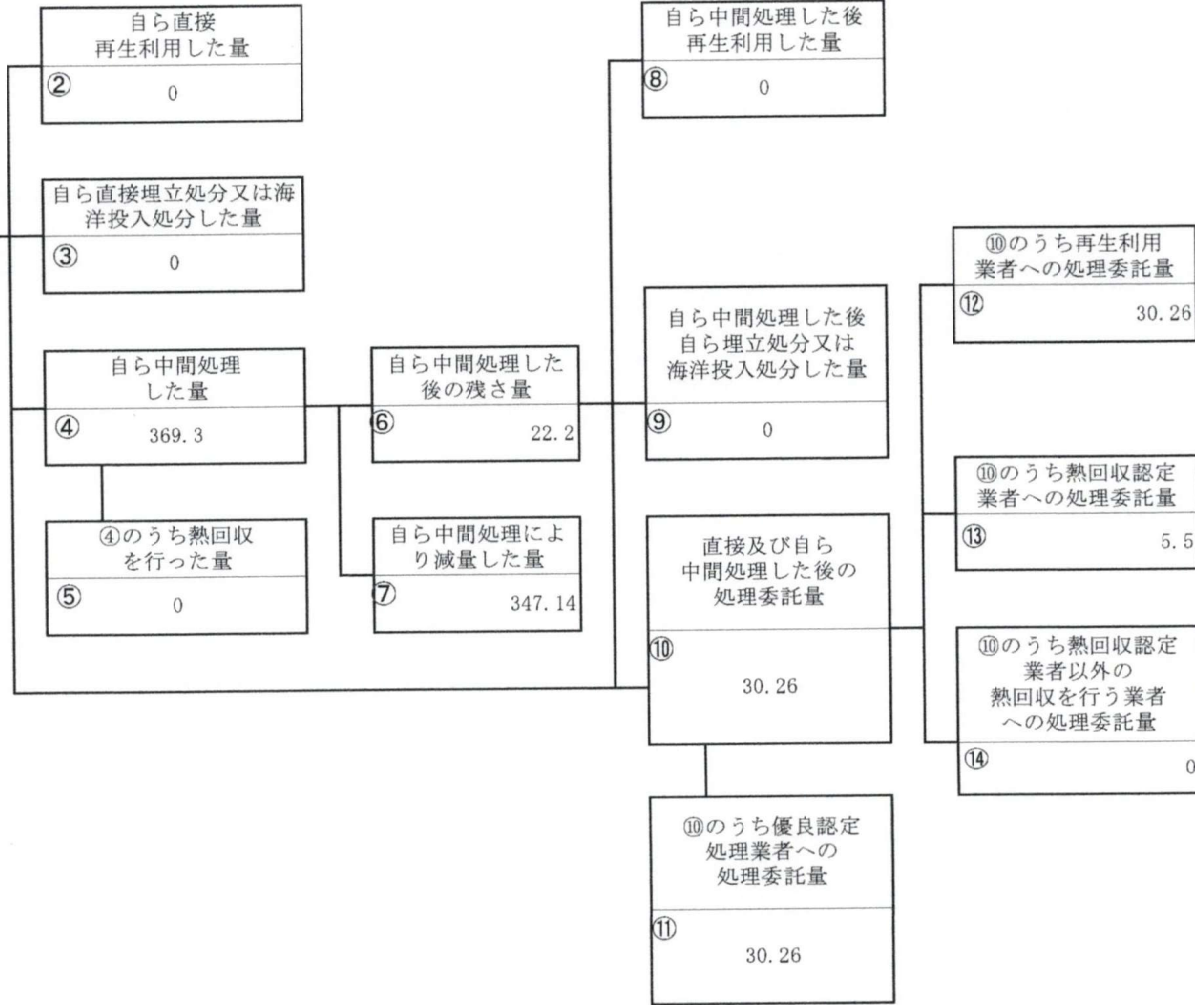 自ら直接
再生利用した量
②
0
自ら直接埋立処分又は海
洋投入処分した量
③
0
自ら中間処理
した量
④
369.3
④のうち熱回収
を行った量
⑤
0
自ら中間処理した
後の残さ量
⑥
22.2
自ら中間処理によ
り減量した量
⑦
347.14
自ら中間処理した後
再生利用した量
⑧
0
自ら中間処理した後
自ら埋立処分又は
海洋投入処分した量
⑨
0
直接及び自ら
中間処理した後の
処理委託量
⑩
30.26
⑩のうち優良認定
処理業者への
処理委託量
⑪
30.26
⑩のうち再生利用
業者への処理委託量
⑫
30.26
⑩のうち熱回収認定
業者への処理委託量
⑬
5.5
⑩のうち熱回収認定
業者以外の
熱回収を行う業者
への処理委託量
⑭
0